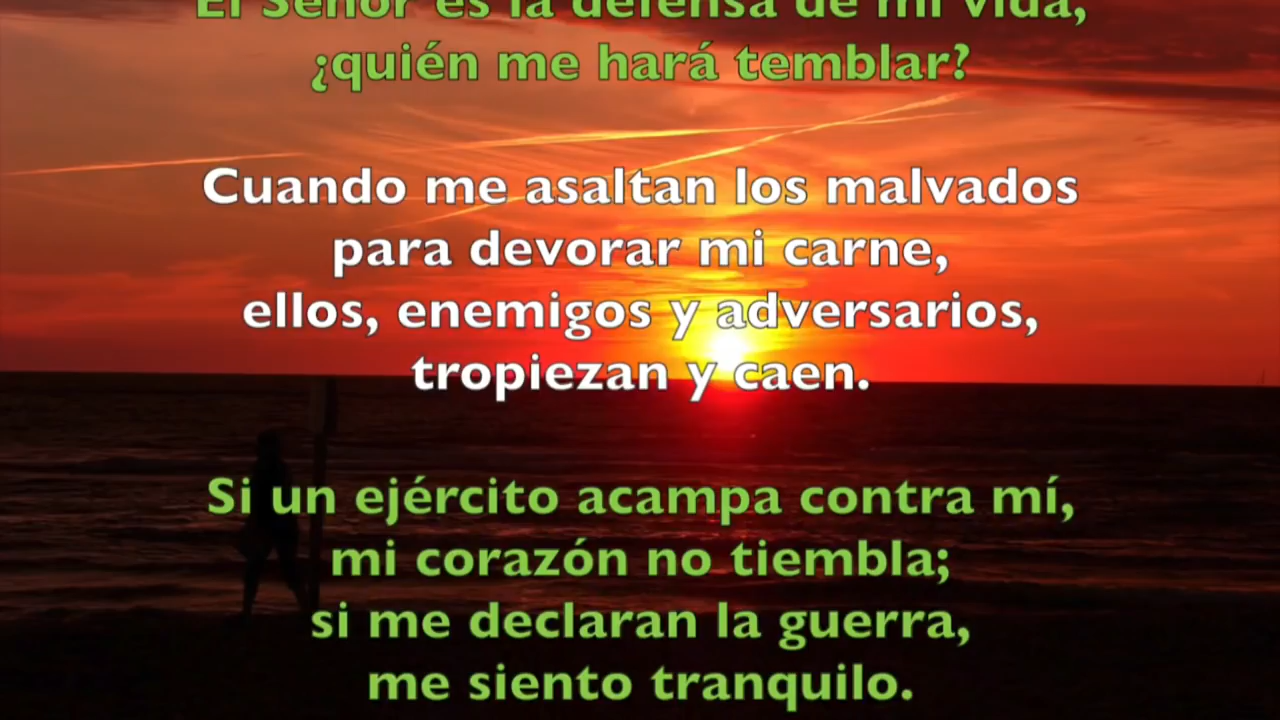 El Señor es la defensa de mi vida,
¿quién me hará temblar?
Cuando me asaltan los malvados
para devorar mi carne,
ellos, enemigos y adversarios,
tropiezan y caen.
Si un ejército acampa contra mí,
mi corazón no tiembla;
si me declaran la guerra,
me siento tranquilo.